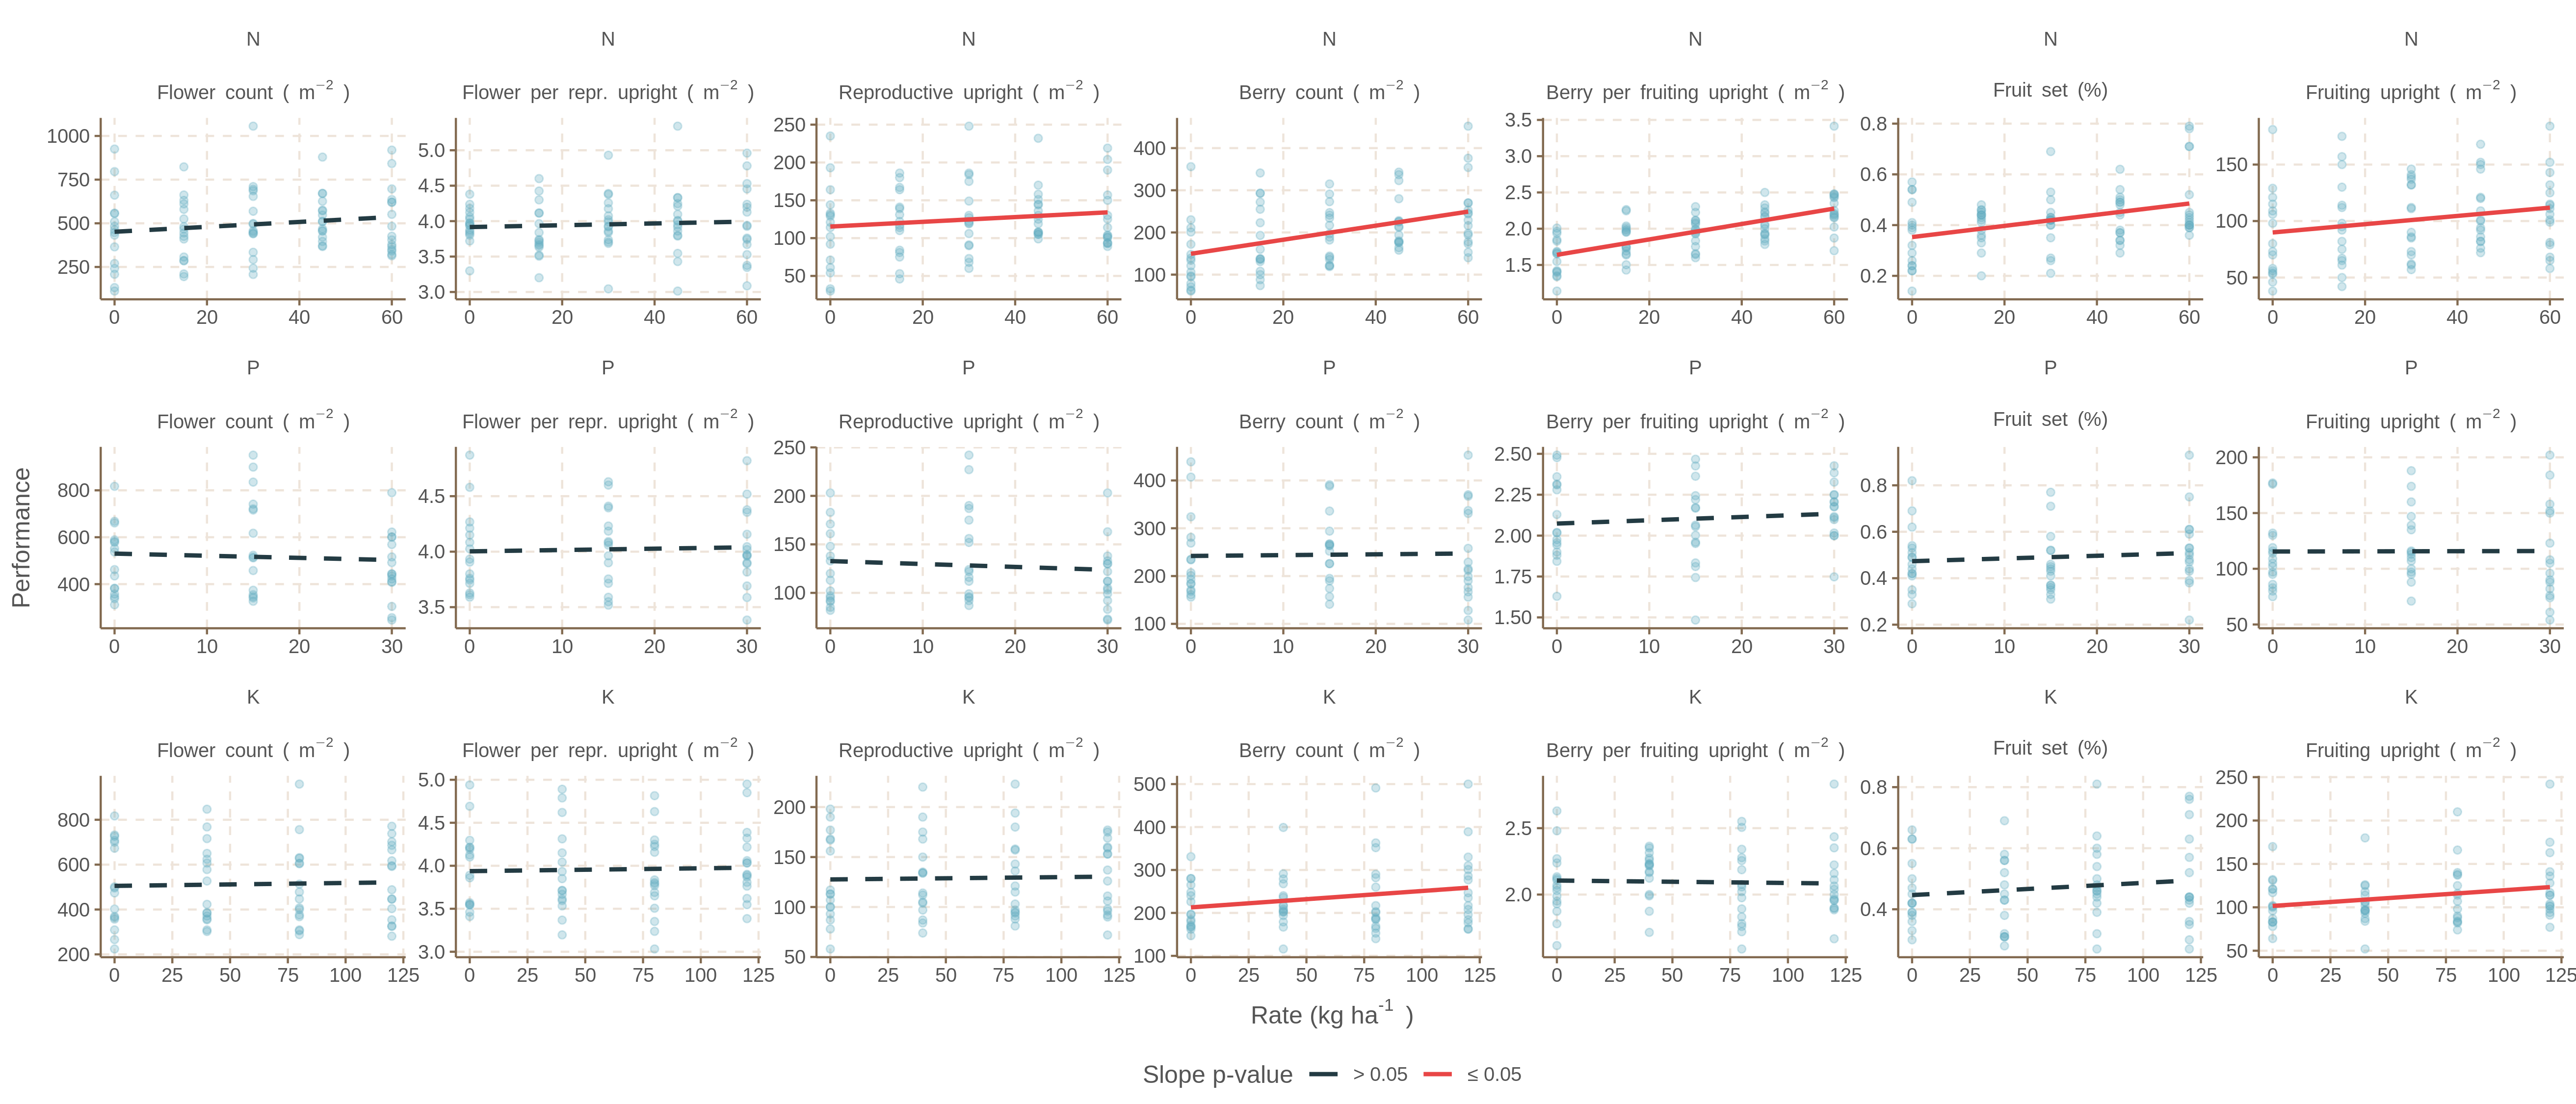 N N N N N N N
Flower count ( m⁻² ) Flower per repr. upright ( m⁻² ) Reproductive upright ( m⁻² ) Berry count ( m⁻² ) Berry per fruiting upright ( m⁻² ) Fruit set (%) Fruiting upright ( m⁻² )
1000 750 500 250 5.0 4.5 4.0 3.5 3.0 250 200 150 100 50 400 300 200 100 3.5 3.0 2.5 2.0 1.5 0.8 0.6 0.4 0.2 150 100 50
0 20 40 60 0 20 40 60 0 20 40 60 0 20 40 60 0 20 40 60 0 20 40 60 0 20 40 60
P P P P P P P
Flower count ( m⁻² ) Flower per repr. upright ( m⁻² ) Reproductive upright ( m⁻² ) Berry count ( m⁻² ) Berry per fruiting upright ( m⁻² ) Fruit set (%) Fruiting upright ( m⁻² )
Performance
800 600 400 4.5 4.0 3.5 250 200 150 100 400 300 200 100 2.50 2.25 2.00 1.75 1.50 0.8 0.6 0.4 0.2 200 150 100 50
0 10 20 30 0 10 20 30 0 10 20 30 0 10 20 30 0 10 20 30 0 10 20 30 0 10 20 30
K K K K K K K
Flower count ( m⁻² ) Flower per repr. upright ( m⁻² ) Reproductive upright ( m⁻² ) Berry count ( m⁻² ) Berry per fruiting upright ( m⁻² ) Fruit set (%) Fruiting upright ( m⁻² )
800 600 400 200 5.0 4.5 4.0 3.5 3.0 200 150 100 50 500 400 300 200 100 2.5 2.0 0.8 0.6 0.4 250 200 150 100 50
0 25 50 75 100 125 0 25 50 75 100 125 0 25 50 75 100 125 0 25 50 75 100 125 0 25 50 75 100 125 0 25 50 75 100 125 0 25 50 75 100 125
Rate (kg ha⁻¹ )
Slope p-value > 0.05 ≤ 0.05